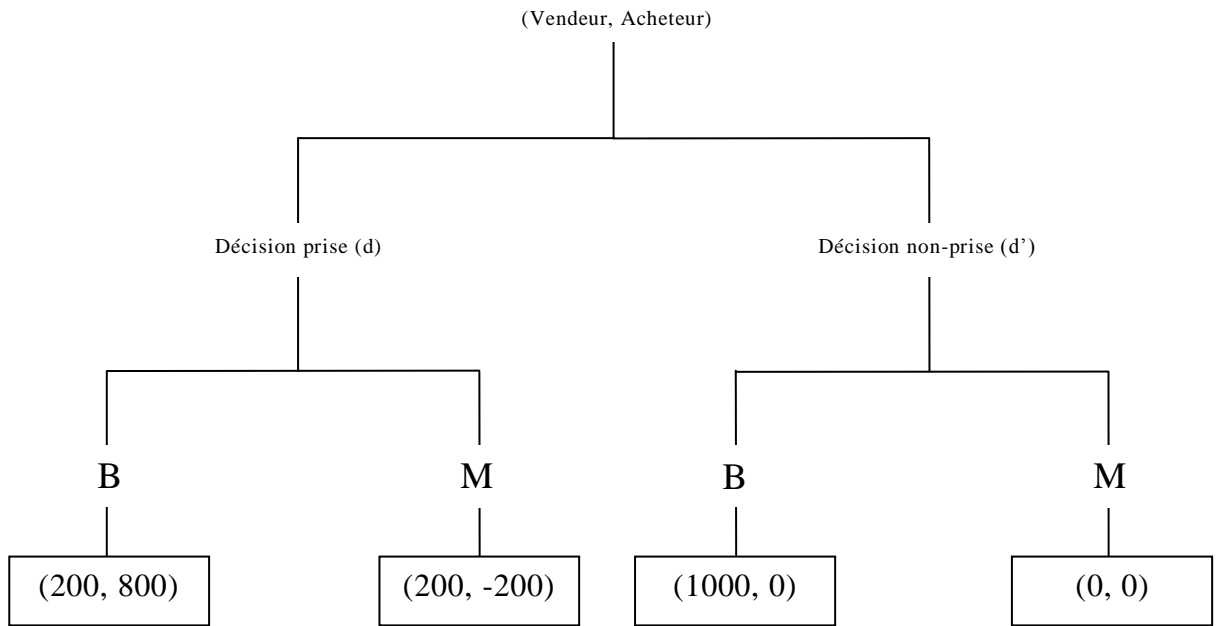 (Vendeur, Acheteur)
Décision prise (d)
Décision non-prise (d’)
B
M
B
M
(200, 800)
(200, -200)
(1000, 0)
(0, 0)